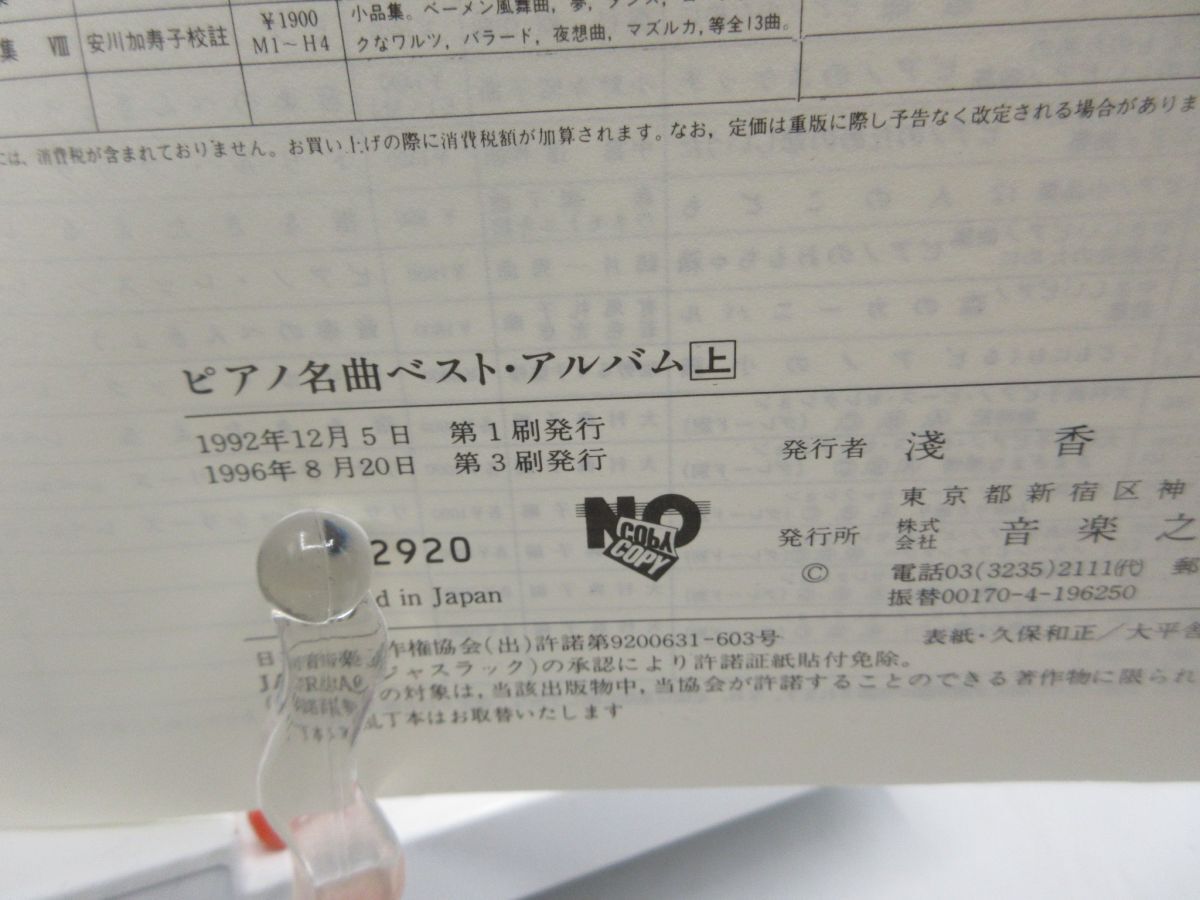 集 Ⅷ 安川加寿子校註 ¥1900 M1～H4
クなワルツ，バラード，夜想曲，マズルカ，等全13曲。
は、消費税が含まれておりません。お買い上げの際に消費税額が加算されます。なお，定価は重版に際し予告なく改定される場合がありま
ピアノ名曲ベスト・アルバム上
1992年12月5日 第1刷発行
1996年8月20日 第3刷発行
2920
d in Japan
NO COPY COPY
発行者 淺 香
東京都新宿区神
発行所 株式会社 音楽之
© 電話03(3235)2111(代) 郵
振替00170-4-196250
日 作権協会(出)許諾第9200631-603号 表紙・久保和正／大平舎
ジャスラック)の承認により許諾証紙貼付免除。
の対象は，当該出版物中，当協会が許諾することのできる著作物に限られ
乱丁本はお取替いたします